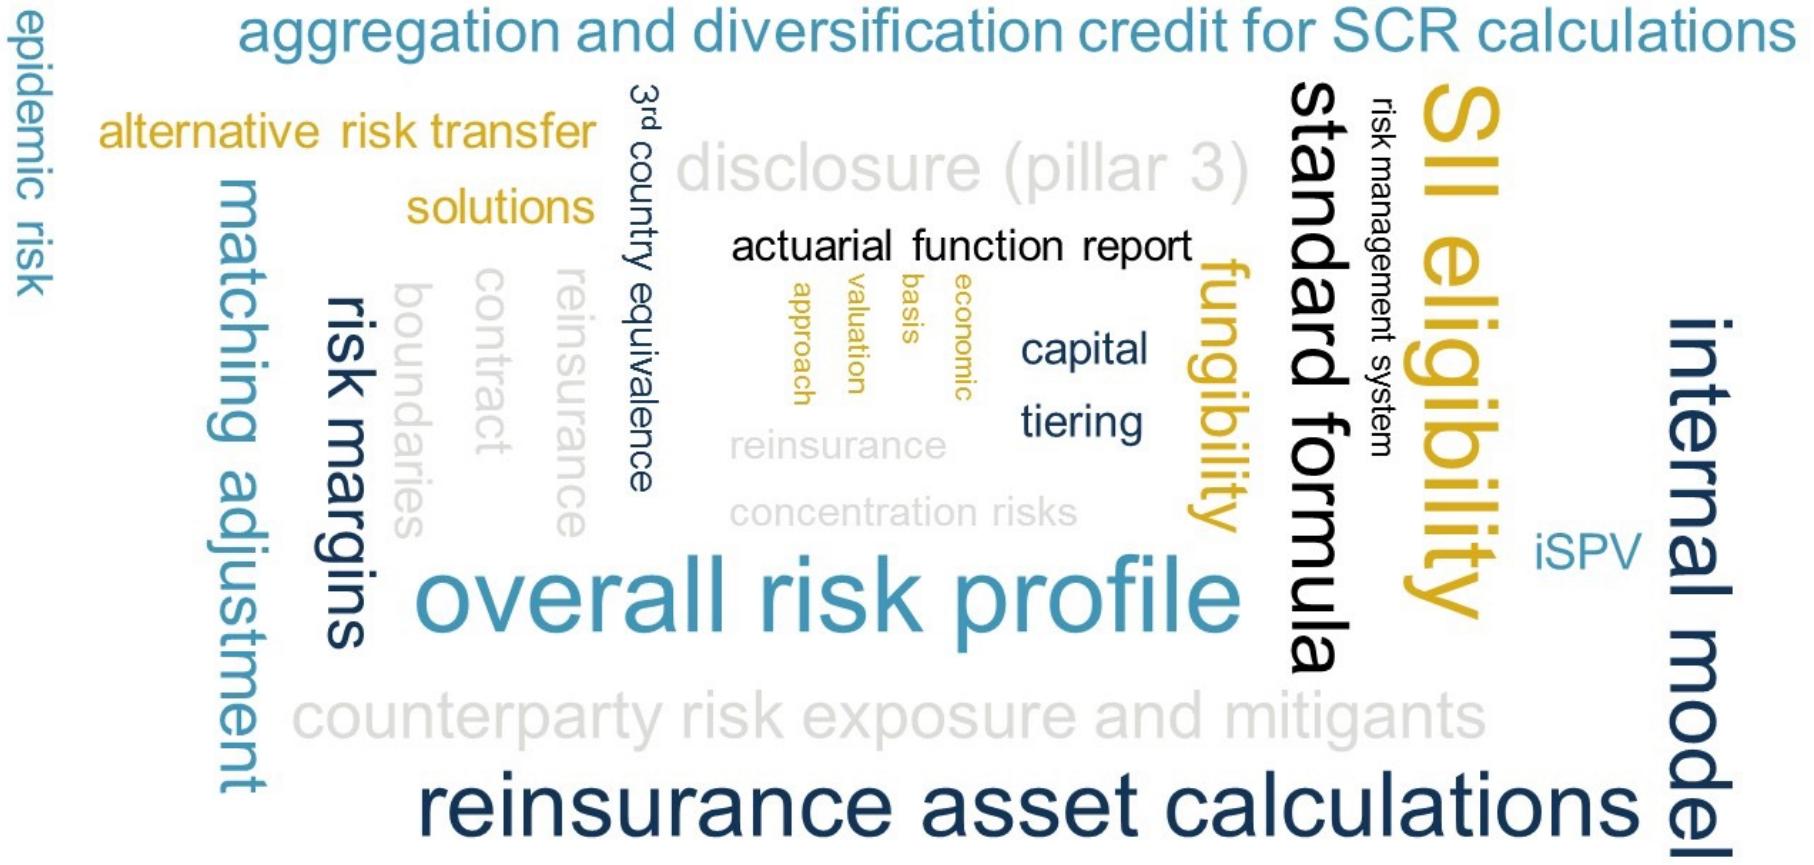 aggregation and diversification credit for SCR calculations
epidemic risk
alternative risk transfer
solutions
3rd country equivalence
disclosure (pillar 3)
standard formula
risk management system
SII eligibility
matching adjustment
risk margins
boundaries
contract
reinsurance
actuarial function report
approach
valuation
basis
economic
capital
tiering
fungibility
reinsurance
concentration risks
internal model
iSPV
overall risk profile
counterparty risk exposure and mitigants
reinsurance asset calculations